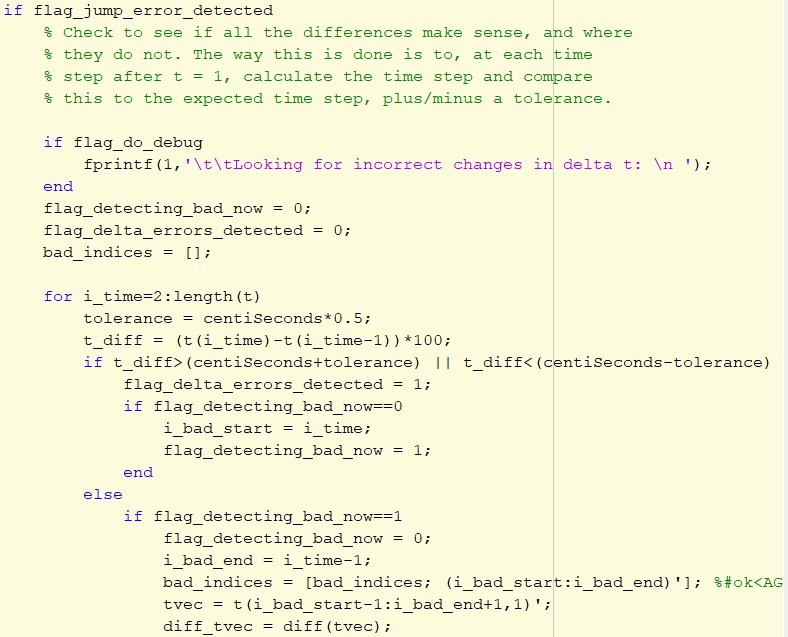 if flag_jump_error_detected
% Check to see if all the differences make sense, and where
% they do not. The way this is done is to, at each time
% step after t = 1, calculate the time step and compare
% this to the expected time step, plus/minus a tolerance.
if flag_do_debug
fprintf(1,'\t\tLooking for incorrect changes in delta t: \n ');
end
flag_detecting_bad_now = 0;
flag_delta_errors_detected = 0;
bad_indices = [];
for i_time=2:length(t)
tolerance = centiSeconds*0.5;
t_diff = (t(i_time)-t(i_time-1))*100;
if t_diff>(centiSeconds+tolerance) || t_diff<(centiSeconds-tolerance)
flag_delta_errors_detected = 1;
if flag_detecting_bad_now==0
i_bad_start = i_time;
flag_detecting_bad_now = 1;
end
else
if flag_detecting_bad_now==1
flag_detecting_bad_now = 0;
i_bad_end = i_time-1;
bad_indices = [bad_indices; (i_bad_start:i_bad_end)']; %#ok<AG
tvec = t(i_bad_start-1:i_bad_end+1,1)';
diff_tvec = diff(tvec);